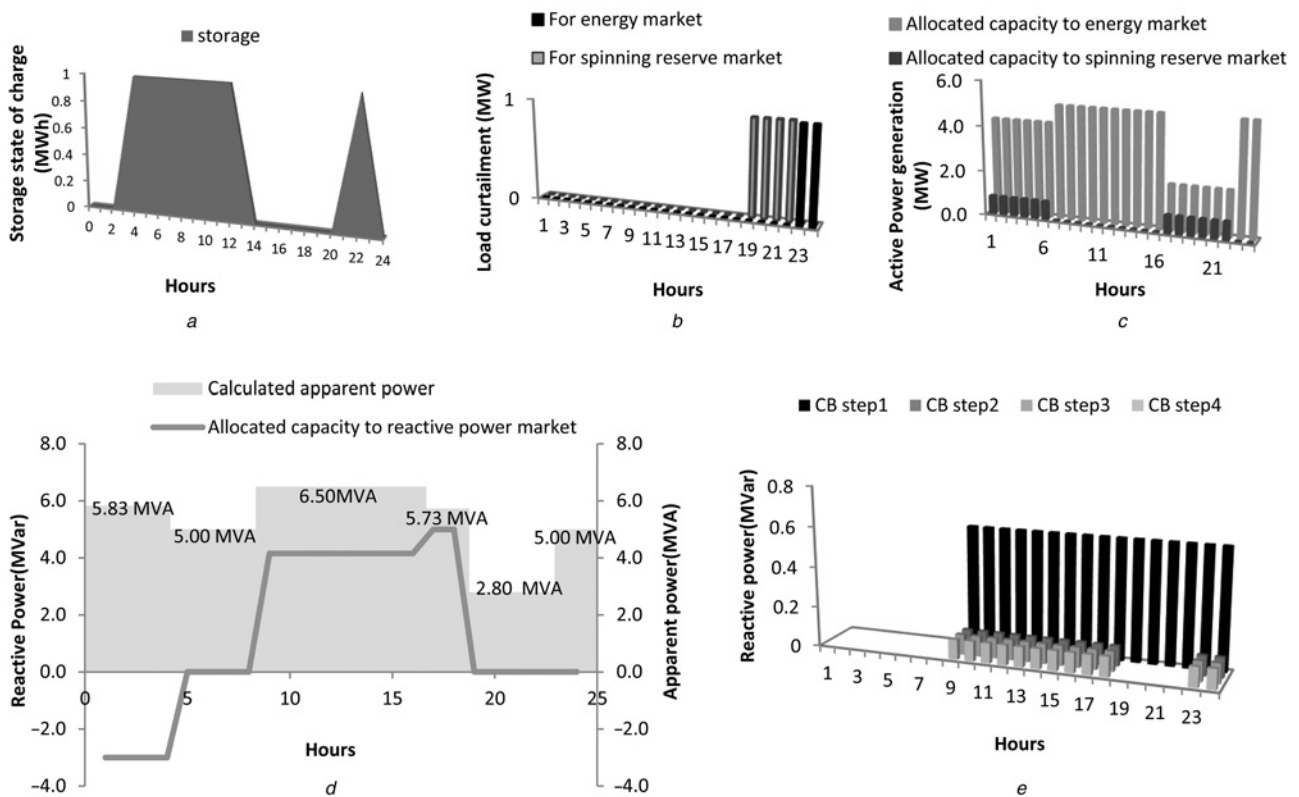 storage
Storage state of charge
(MWh)
1
0.8
0.6
0.4
0.2
0
0 2 4 6 8 10 12 14 16 18 20 22 24
Hours
a
For energy market
For spinning reserve market
Load curtailment (MW)
1
0
1 3 5 7 9 11 13 15 17 19 21 23
Hours
b
Allocated capacity to energy market
Allocated capacity to spinning reserve market
Active Power generation
(MW)
6.0
4.0
2.0
0.0
1 6 11 16 21
Hours
c
Calculated apparent power
Allocated capacity to reactive power market
Reactive Power(MVar)
8.0
6.0
4.0
2.0
0.0
−2.0
−4.0
5.83 MVA
5.00 MVA
6.50MVA
5.73 MVA
2.80 MVA
5.00 MVA
0 5 10 15 20 25
8.0
6.0
4.0
2.0
0.0
−2.0
−4.0
Apparent power(MVA)
Hours
d
CB step1 CB step2 CB step3 CB step4
Reactive power(MVar)
0.8
0.6
0.4
0.2
0
1 3 5 7 9 11 13 15 17 19 21 23
Hours
e